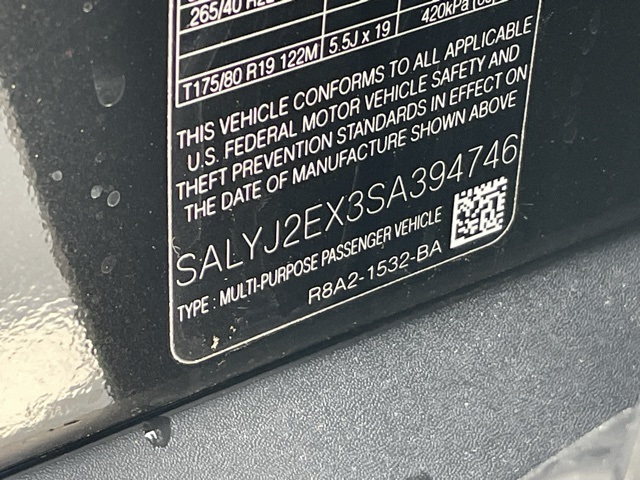 265/40 R22
T175/80 R19 122M 5.5J x 19 420kPa
THIS VEHICLE CONFORMS TO ALL APPLICABLE
U.S. FEDERAL MOTOR VEHICLE SAFETY AND
THEFT PREVENTION STANDARDS IN EFFECT ON
THE DATE OF MANUFACTURE SHOWN ABOVE
SALYJ2EX3SA394746
TYPE : MULTI-PURPOSE PASSENGER VEHICLE
R8A2-1532-BA